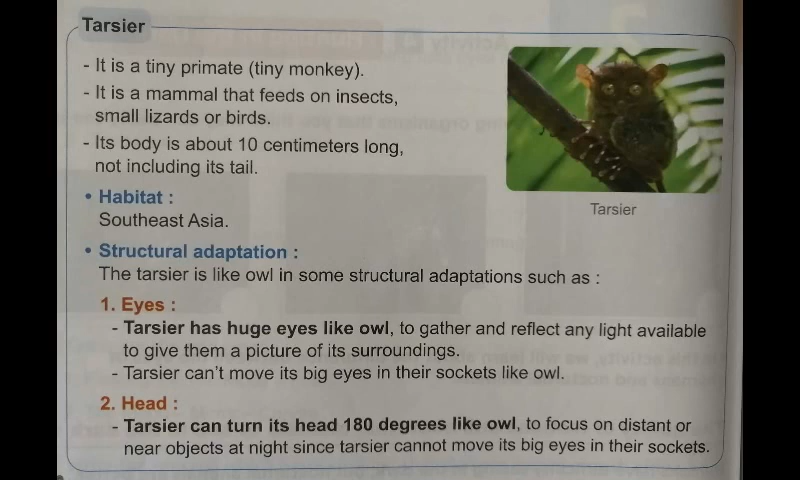 Tarsier
- It is a tiny primate (tiny monkey).
- It is a mammal that feeds on insects,
small lizards or birds.
- Its body is about 10 centimeters long,
not including its tail.
Tarsier
• Habitat :
Southeast Asia.
• Structural adaptation :
The tarsier is like owl in some structural adaptations such as :
1. Eyes :
- Tarsier has huge eyes like owl, to gather and reflect any light available
to give them a picture of its surroundings.
- Tarsier can't move its big eyes in their sockets like owl.
2. Head :
- Tarsier can turn its head 180 degrees like owl, to focus on distant or
near objects at night since tarsier cannot move its big eyes in their sockets.